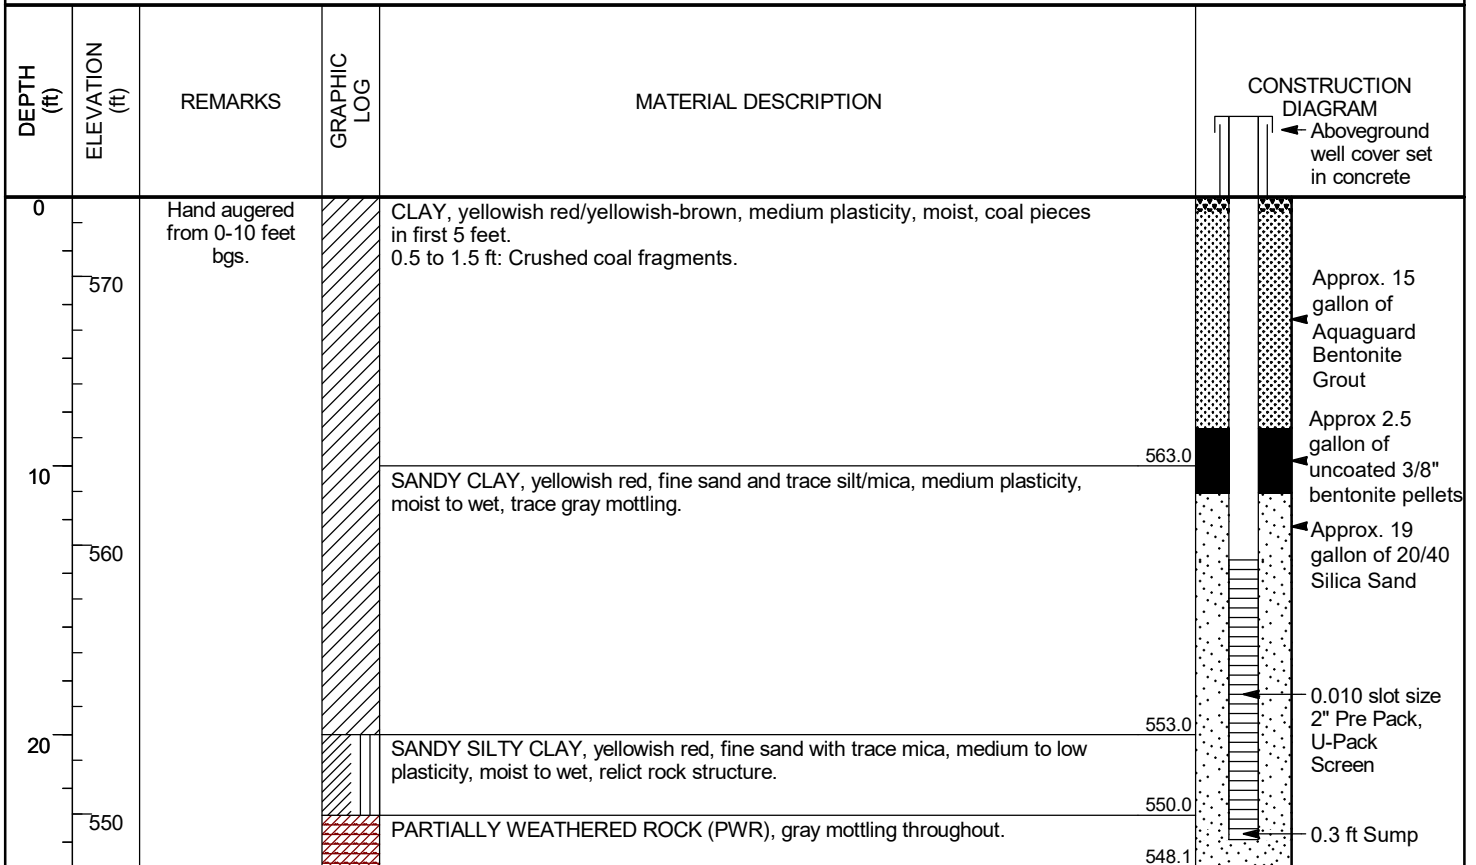 DEPTH
(ft)
ELEVATION
(ft)
REMARKS
GRAPHIC
LOG
MATERIAL DESCRIPTION
CONSTRUCTION
DIAGRAM
Aboveground
well cover set
in concrete
0
Hand augered
from 0-10 feet
bgs.
CLAY, yellowish red/yellowish-brown, medium plasticity, moist, coal pieces
in first 5 feet.
0.5 to 1.5 ft: Crushed coal fragments.
570
Approx. 15
gallon of
Aquaguard
Bentonite
Grout
Approx 2.5
gallon of
uncoated 3/8"
bentonite pellets
563.0
10
SANDY CLAY, yellowish red, fine sand and trace silt/mica, medium plasticity,
moist to wet, trace gray mottling.
Approx. 19
gallon of 20/40
Silica Sand
560
0.010 slot size
2" Pre Pack,
U-Pack
Screen
553.0
20
SANDY SILTY CLAY, yellowish red, fine sand with trace mica, medium to low
plasticity, moist to wet, relict rock structure.
550.0
550
PARTIALLY WEATHERED ROCK (PWR), gray mottling throughout.
0.3 ft Sump
548.1